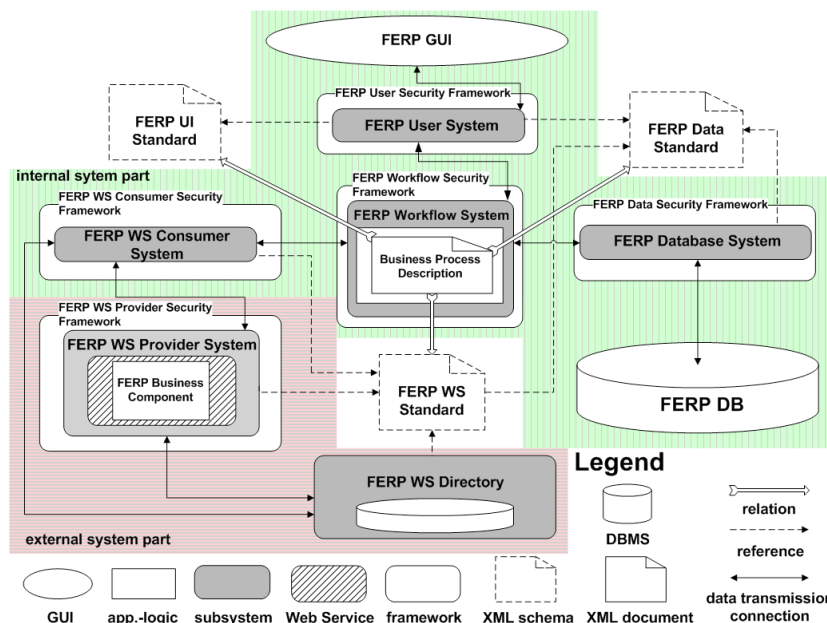 FERP GUI
FERP User Security Framework
FERP User System
FERP UI
Standard
FERP Data
Standard
internal sytem part
FERP WS Consumer Security
Framework
FERP WS Consumer
System
FERP Workflow Security
Framework
FERP Workflow System
Business Process
Description
FERP Data Security Framework
FERP Database System
FERP WS Provider Security
Framework
FERP WS Provider System
FERP Business
Component
FERP WS
Standard
FERP DB
FERP WS Directory
external system part
Legend
DBMS
relation
reference
data transmission
connection
GUI
app.-logic
subsystem
Web Service
framework
XML schema
XML document